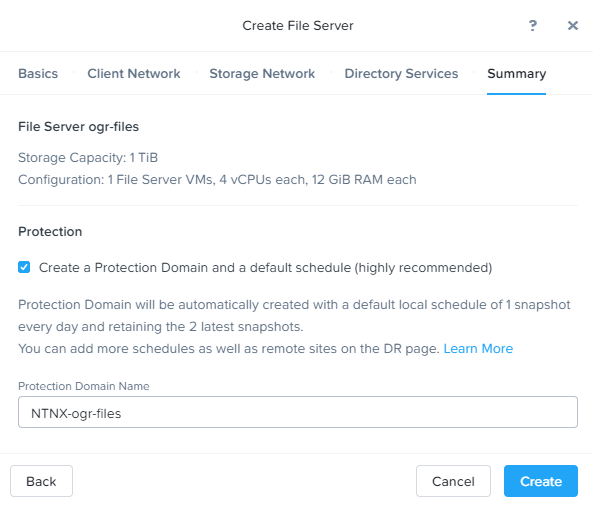 Create File Server
?
×
Basics
Client Network
Storage Network
Directory Services
Summary
File Server ogr-files
Storage Capacity: 1 TiB
Configuration: 1 File Server VMs, 4 vCPUs each, 12 GiB RAM each
Protection
Create a Protection Domain and a default schedule (highly recommended)
Protection Domain will be automatically created with a default local schedule of 1 snapshot
every day and retaining the 2 latest snapshots.
You can add more schedules as well as remote sites on the DR page. Learn More
Protection Domain Name
NTNX-ogr-files
Back
Cancel
Create